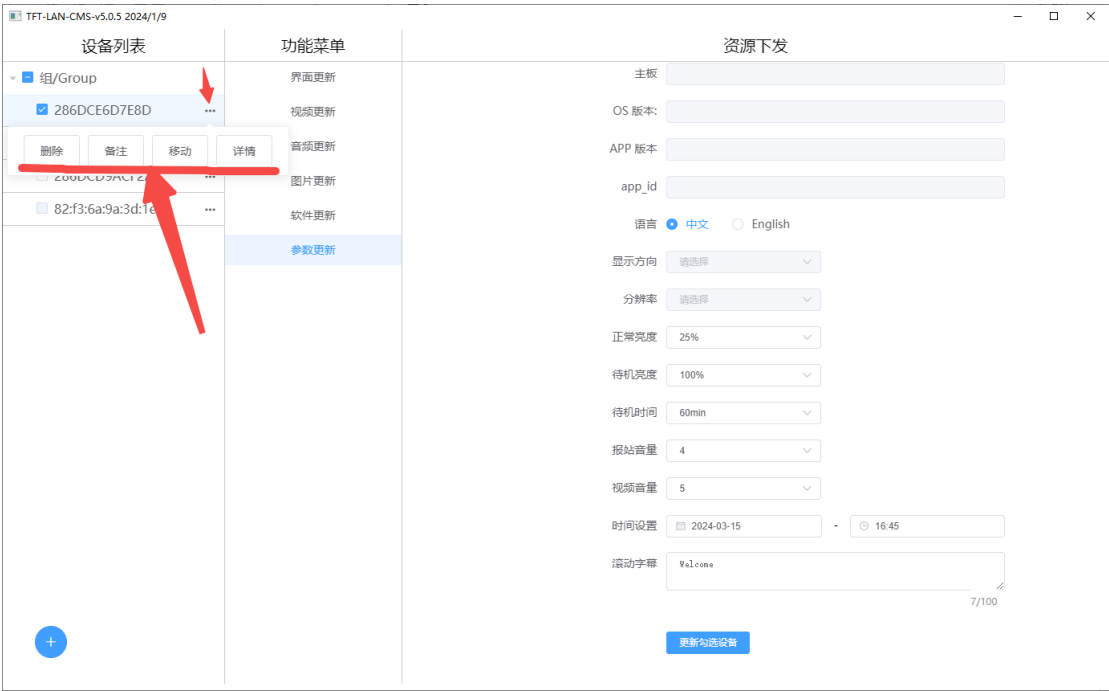 TFT-LAN-CMS-v5.0.5 2024/1/9
设备列表
组/Group
286DCE6D7E8D
删除 备注 移动 详情
82:f3:6a:9a:3d:1e
功能菜单
界面更新
视频更新
音频更新
图片更新
软件更新
参数更新
资源下发
主板
OS 版本:
APP 版本
app_id
语言 中文 English
显示方向 请选择
分辨率 请选择
正常亮度 25%
待机亮度 100%
待机时间 60min
报站音量 4
视频音量 5
时间设置 2024-03-15 - 16:45
滚动字幕 Welcome
7/100
更新勾选设备